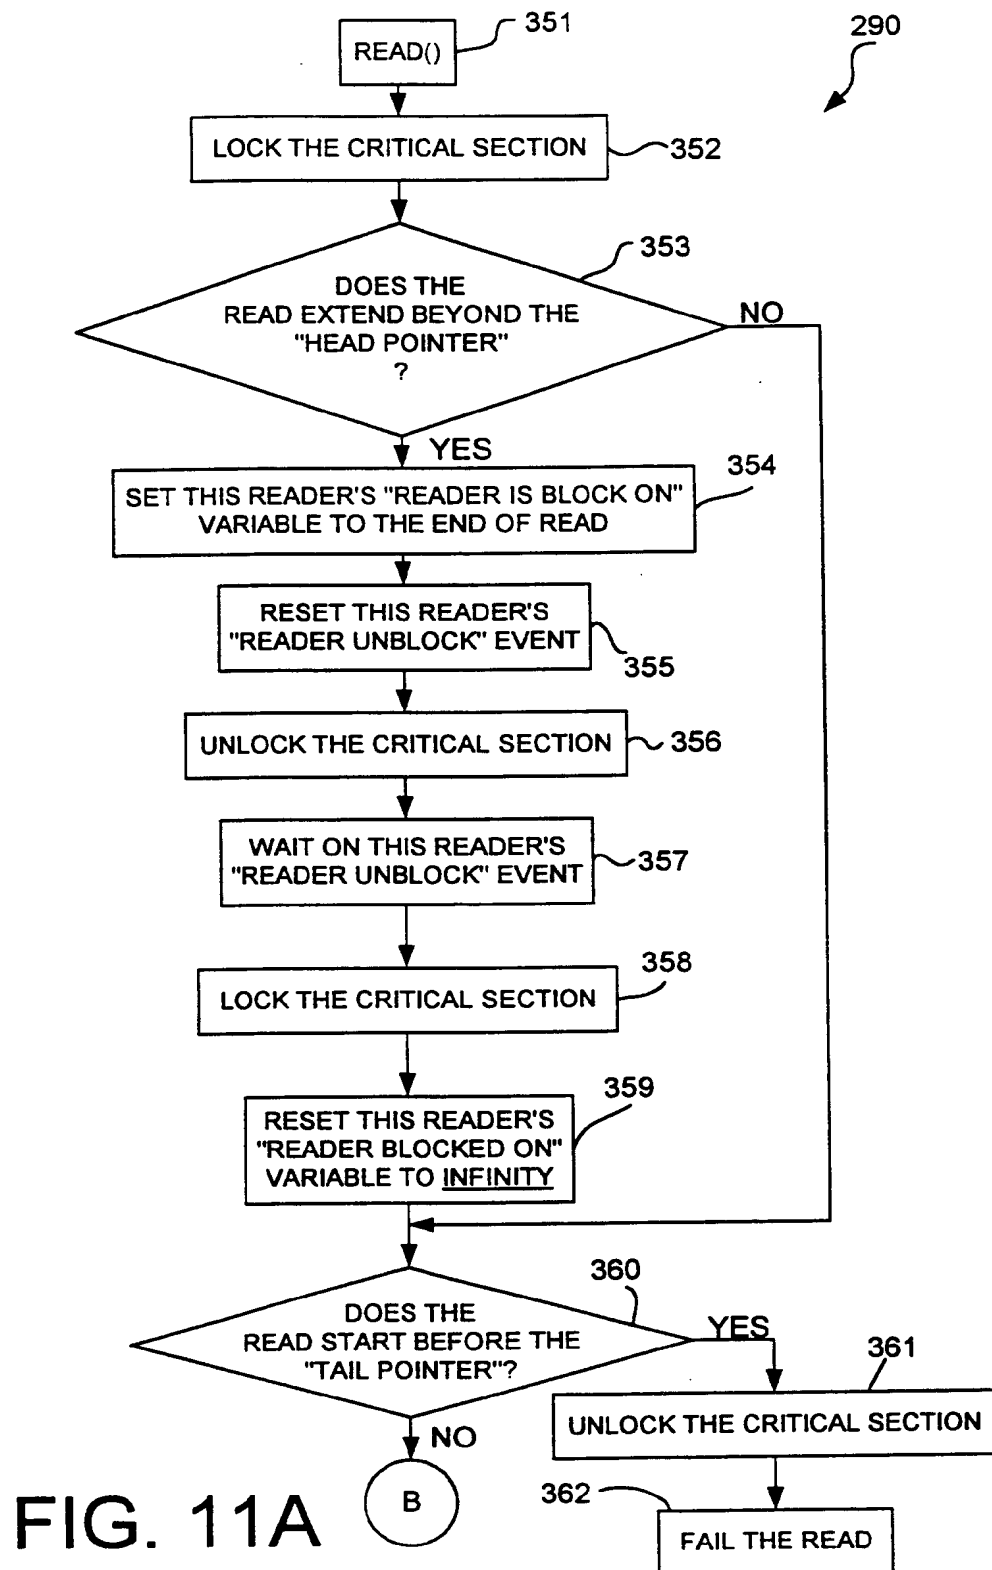 351
290
READ()
LOCK THE CRITICAL SECTION
352
353
DOES THE
READ EXTEND BEYOND THE
"HEAD POINTER"
?
NO
YES
354
SET THIS READER'S "READER IS BLOCK ON"
VARIABLE TO THE END OF READ
RESET THIS READER'S
"READER UNBLOCK" EVENT
355
UNLOCK THE CRITICAL SECTION
356
WAIT ON THIS READER'S
"READER UNBLOCK" EVENT
357
358
LOCK THE CRITICAL SECTION
359
RESET THIS READER'S
"READER BLOCKED ON"
VARIABLE TO INFINITY
360
DOES THE
READ START BEFORE THE
"TAIL POINTER"?
YES
361
UNLOCK THE CRITICAL SECTION
NO
B
362
FAIL THE READ
FIG. 11A